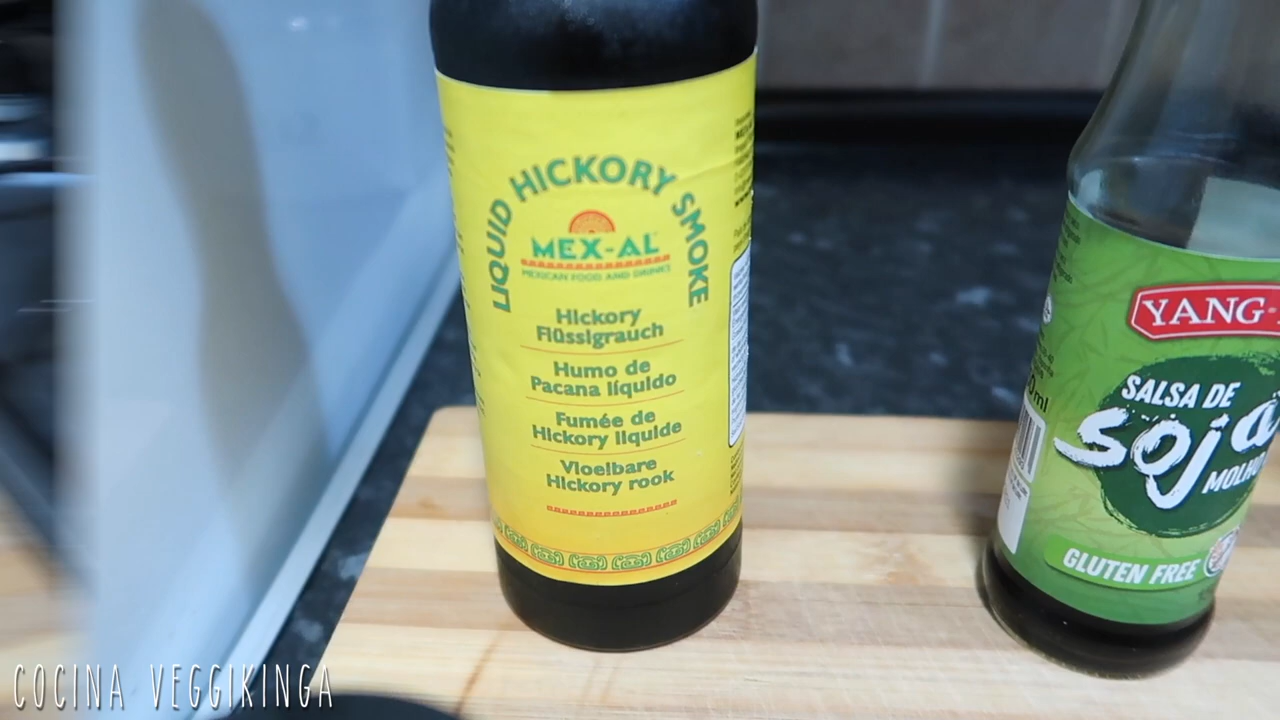 LIQUID HICKORY SMOKE
MEX-AL
MEXICAN FOOD AND DRINKS
Hickory
Flüssigrauch
Humo de
Pacana líquido
Fumée de
Hickory liquide
Vloeibare
Hickory rook
YANG
SALSA DE
Soja
GLUTEN FREE
COCINA VEGGIKINGA